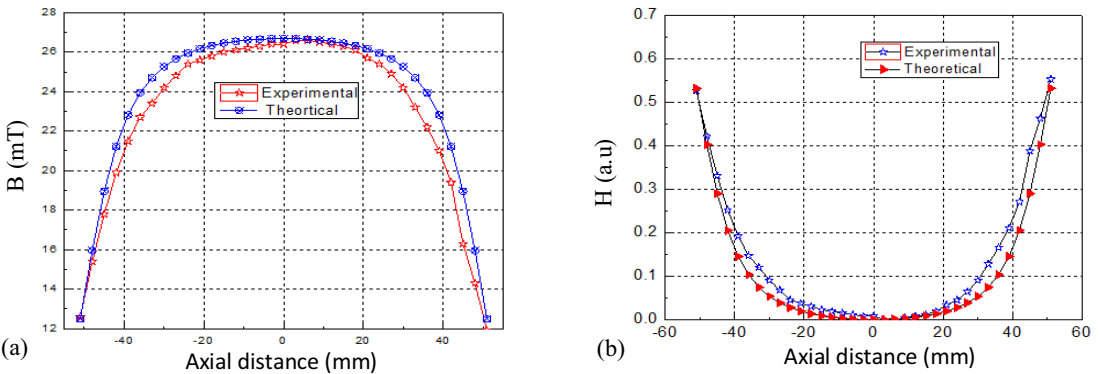 28
26
24
22
20
18
16
14
12
B (mT)
Experimental
Theortical
-40
-20
0
20
40
(a)
Axial distance (mm)
0.7
0.6
0.5
0.4
0.3
0.2
0.1
0.0
H (a.u)
Experimental
Theoretical
-60
-40
-20
0
20
40
60
(b)
Axial distance (mm)